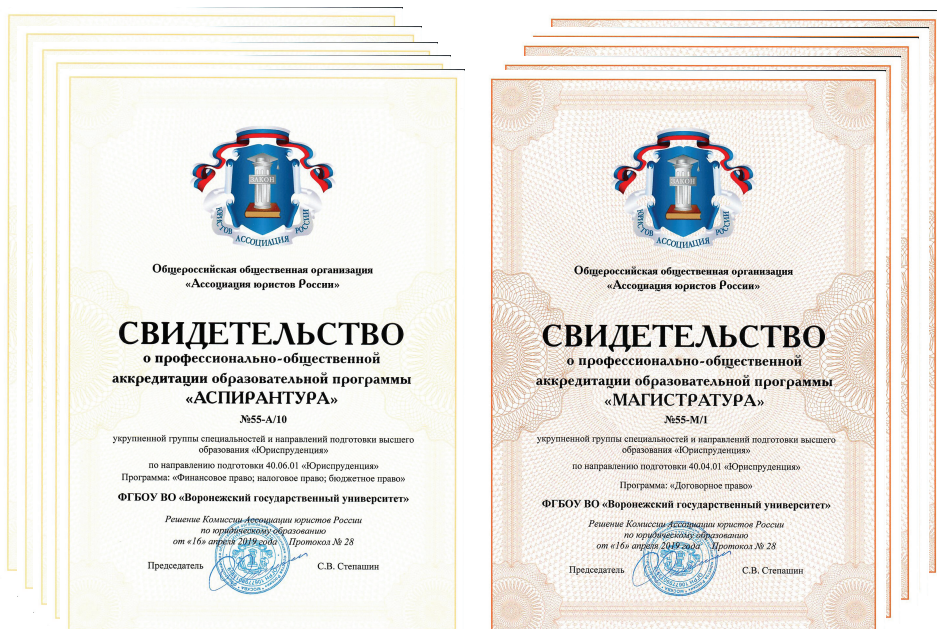 ЗАКОН
ЮРИСТОВ АССОЦИАЦИЯ РОССИИ
Общероссийская общественная организация
«Ассоциация юристов России»
СВИДЕТЕЛЬСТВО
о профессионально-общественной
аккредитации образовательной программы
«АСПИРАНТУРА»
№55-А/10
укрупненной группы специальностей и направлений подготовки высшего
образования «Юриспруденция»
по направлению подготовки 40.06.01 «Юриспруденция»
Программа: «Финансовое право; налоговое право; бюджетное право»
ФГБОУ ВО «Воронежский государственный университет»
Решение Комиссии Ассоциации юристов России
по юридическому образованию
от «16» апреля 2019 года Протокол № 28
Председатель С.В. Степашин
ЗАКОН
ЮРИСТОВ АССОЦИАЦИЯ РОССИИ
Общероссийская общественная организация
«Ассоциация юристов России»
СВИДЕТЕЛЬСТВО
о профессионально-общественной
аккредитации образовательной программы
«МАГИСТРАТУРА»
№55-М/1
укрупненной группы специальностей и направлений подготовки высшего
образования «Юриспруденция»
по направлению подготовки 40.04.01 «Юриспруденция»
Программа: «Договорное право»
ФГБОУ ВО «Воронежский государственный университет»
Решение Комиссии Ассоциации юристов России
по юридическому образованию
от «16» апреля 2019 года Протокол № 28
Председатель С.В. Степашин